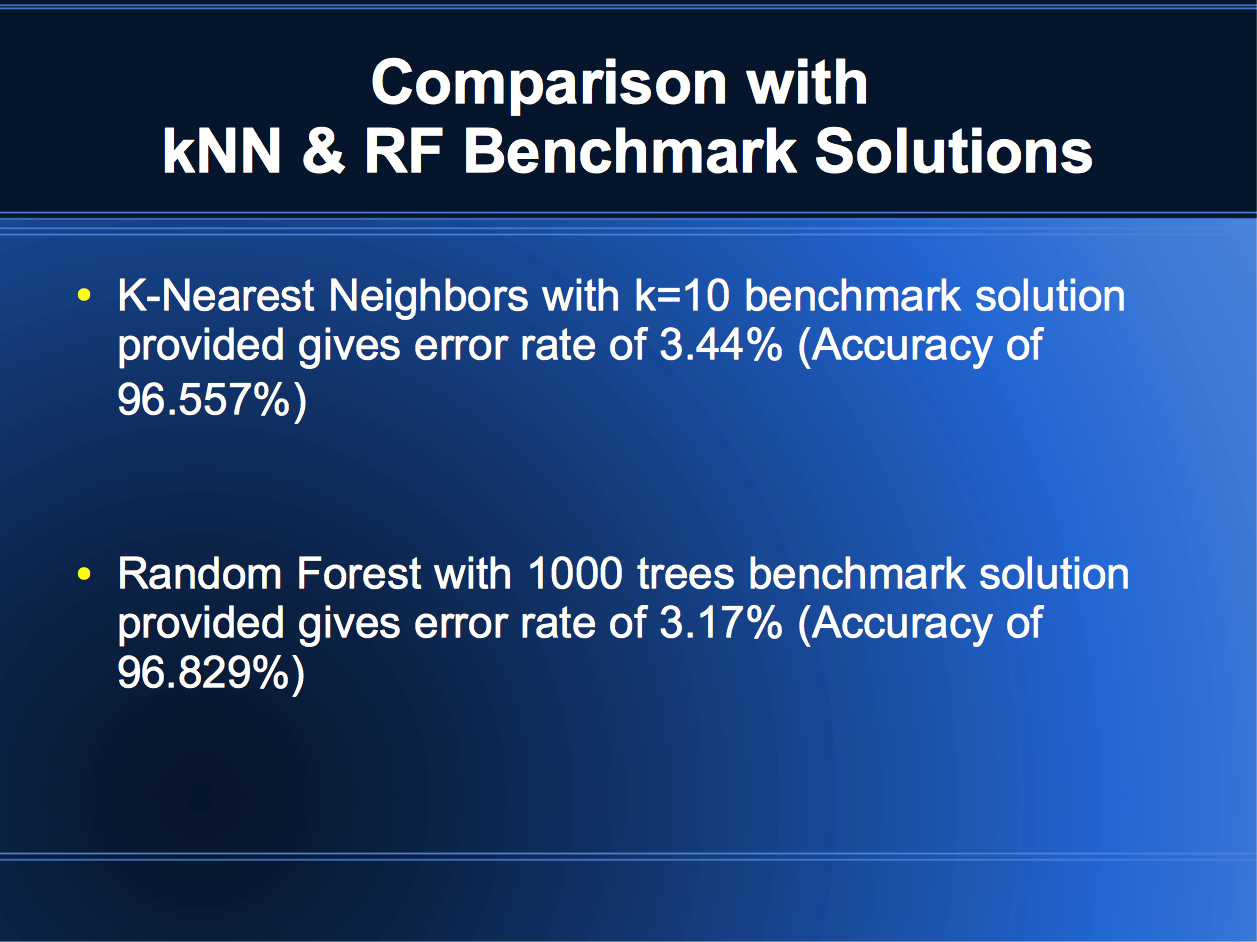 Comparison with
kNN & RF Benchmark Solutions
• K-Nearest Neighbors with k=10 benchmark solution
provided gives error rate of 3.44% (Accuracy of
96.557%)
• Random Forest with 1000 trees benchmark solution
provided gives error rate of 3.17% (Accuracy of
96.829%)